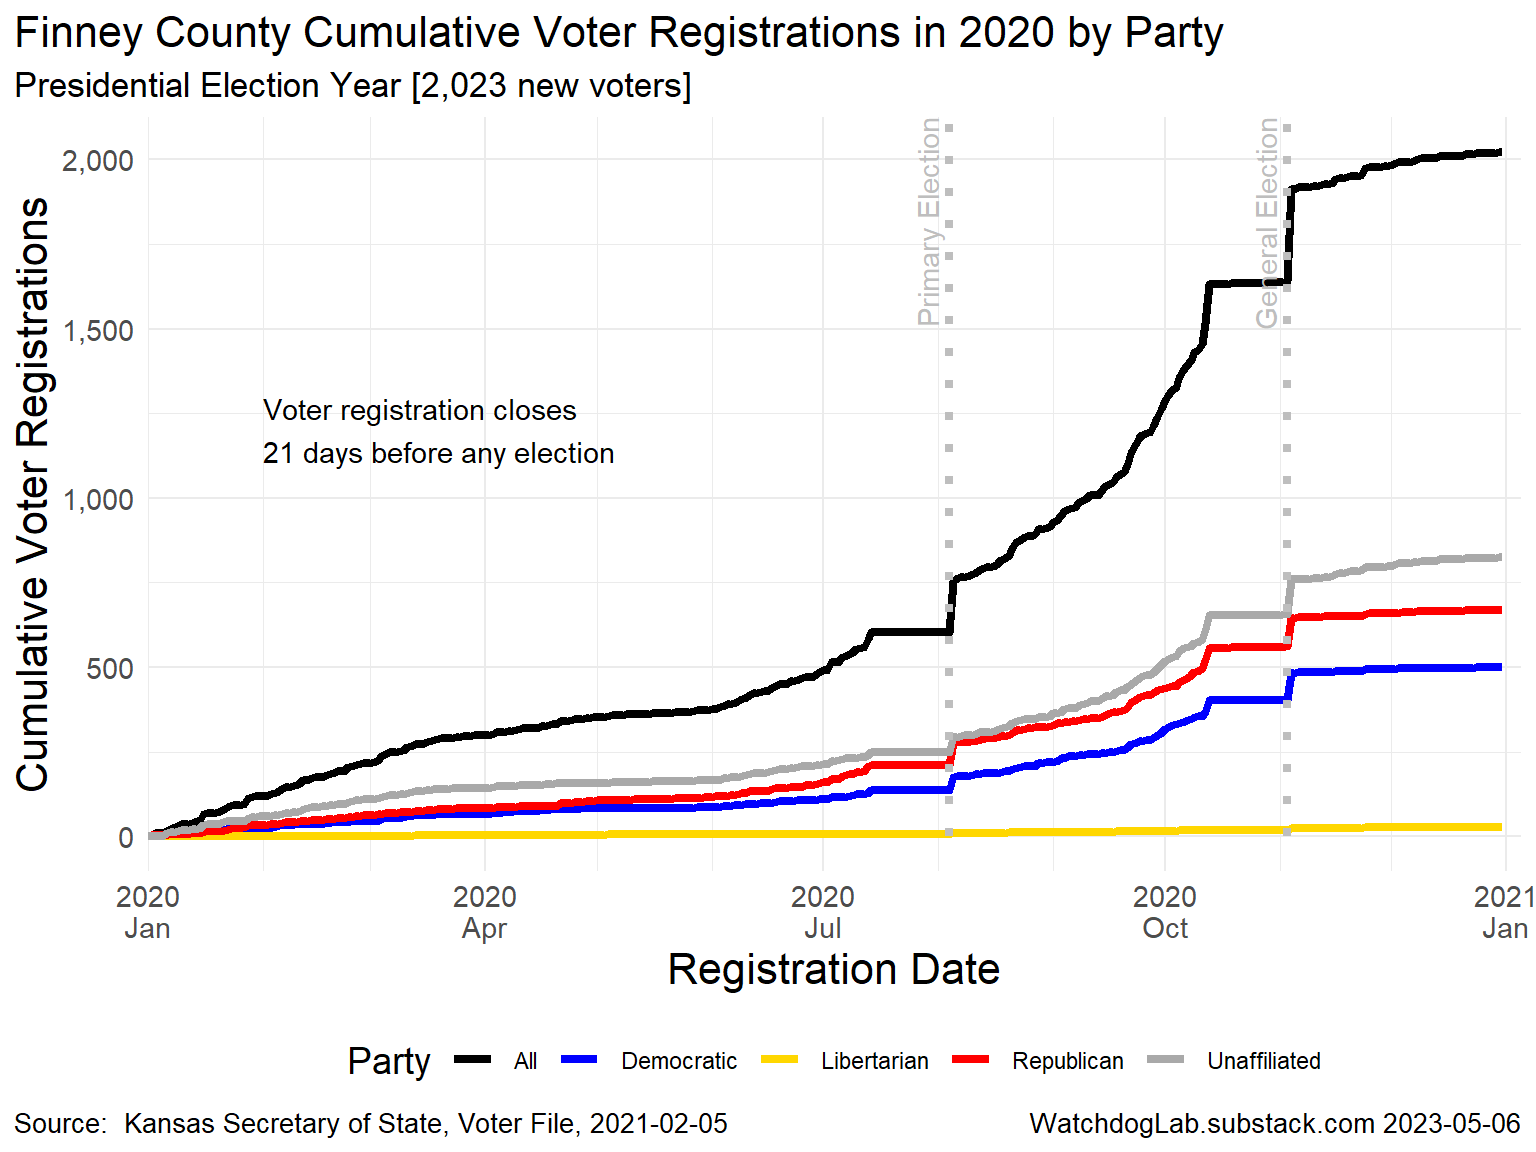 Finney County Cumulative Voter Registrations in 2020 by Party
Presidential Election Year [2,023 new voters]
Cumulative Voter Registrations
2,000
1,500
1,000
500
0
Primary Election
General Election
Voter registration closes
21 days before any election
2020 2020 2020 2020 2021
Jan Apr Jul Oct Jan
Registration Date
Party All Democratic Libertarian Republican Unaffiliated
Source:  Kansas Secretary of State, Voter File, 2021-02-05
WatchdogLab.substack.com 2023-05-06